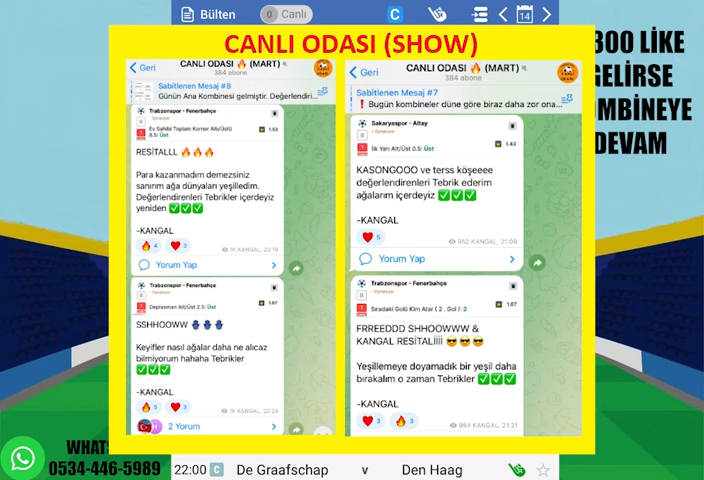 Bülten
0 Canlı
C
14
300 LİKE
GELİRSE
KOMBİNEYE
DEVAM
CANLI ODASI (SHOW)
Geri
CANLI ODASI 🔥 (MART)
384 abone
Sabitlenen Mesaj #8
Günün Ana Kombinesi gelmiştir. Değerlendiri...
Trabzonspor - Fenerbahçe
Ev Sahibi Toplam Korner Alt/Üstü
8.5: Üst
1.53
RESİTALLL 🔥🔥🔥
Para kazanmadım demezsiniz
sanırım ağa dünyaları yeşilledim.
Değerlendirenleri Tebrikler içerdeyiz
yeniden ✅✅✅
-KANGAL
🔥 4 ❤️ 3
1K KANGAL, 22:18
Yorum Yap
Trabzonspor - Fenerbahçe
Deplasman Alt/Üst 2.5: Üst
1.67
SSHHOOWW
Keyifler nasıl ağalar daha ne alıcaz
bilmiyorum hahaha Tebrikler
✅✅✅
-KANGAL
🔥 5 ❤️ 3
1K KANGAL, 22:24
2 Yorum
Geri
CANLI ODASI 🔥 (MART)
384 abone
Sabitlenen Mesaj #7
❗ Bugün kombineler düne göre biraz daha zor ona...
Sakaryaspor - Altay
İlk Yarı Alt/Üst 0.5: Üst
1.43
KASONGOOO ve terss köşeeee
değerlendirenleri Tebrik ederim
ağalarım içerdeyiz ✅✅✅
-KANGAL
❤️ 5
952 KANGAL, 21:08
Yorum Yap
Trabzonspor - Fenerbahçe
Sıradaki Golü Kim Atar ( 2 . Gol ): 2
1.67
FRREEDDD SHHOOWWW &
KANGAL RESİTALİİİİ 😎😎😎
Yeşillemeye doyamadık bir yeşil daha
bırakalım o zaman Tebrikler ✅✅✅
-KANGAL
❤️ 3 🔥 3
984 KANGAL, 21:21
WHATS
0534-446-5989
22:00 C De Graafschap v Den Haag